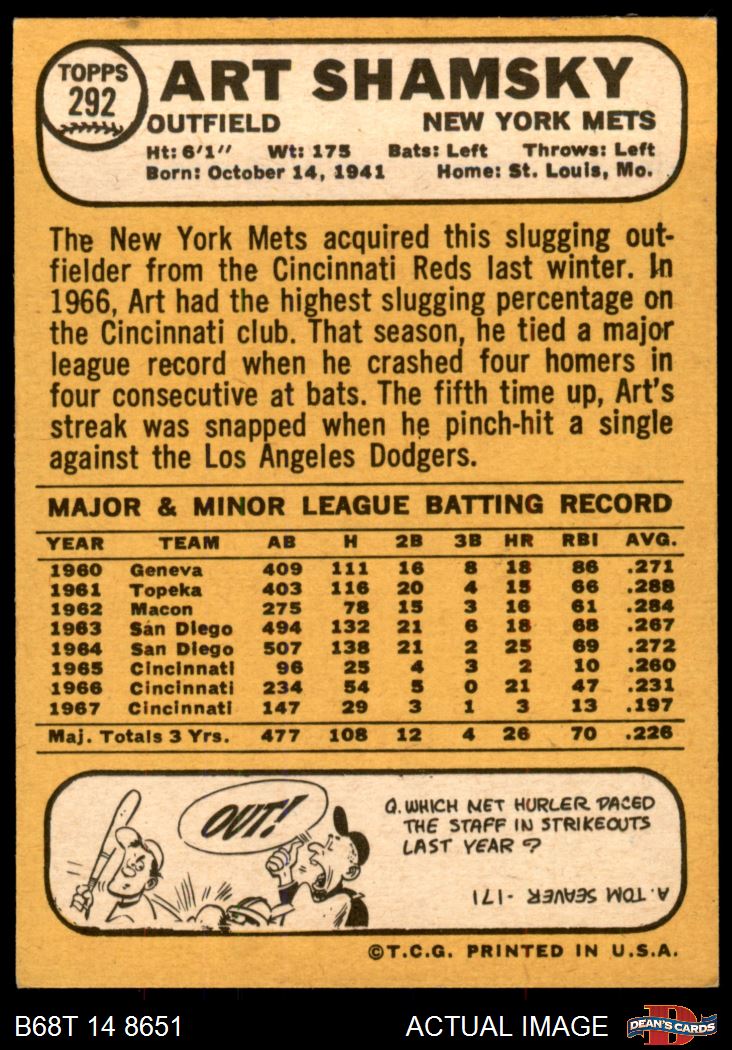 TOPPS
292
ART SHAMSKY
OUTFIELD NEW YORK METS
Ht: 6'1" Wt: 175 Bats: Left Throws: Left
Born: October 14, 1941 Home: St. Louis, Mo.
The New York Mets acquired this slugging out-
fielder from the Cincinnati Reds last winter. In
1966, Art had the highest slugging percentage on
the Cincinnati club. That season, he tied a major
league record when he crashed four homers in
four consecutive at bats. The fifth time up, Art's
streak was snapped when he pinch-hit a single
against the Los Angeles Dodgers.
MAJOR & MINOR LEAGUE BATTING RECORD
YEAR TEAM AB H 2B 3B HR RBI AVG.
1960 Geneva 409 111 16 8 18 86 .271
1961 Topeka 403 116 20 4 15 66 .288
1962 Macon 275 78 15 3 16 61 .284
1963 San Diego 494 132 21 6 18 68 .267
1964 San Diego 507 138 21 2 25 69 .272
1965 Cincinnati 96 25 4 3 2 10 .260
1966 Cincinnati 234 54 5 0 21 47 .231
1967 Cincinnati 147 29 3 1 3 13 .197
Maj. Totals 3 Yrs. 477 108 12 4 26 70 .226
OUT!
Q. WHICH MET HURLER PACED
THE STAFF IN STRIKEOUTS
LAST YEAR?
A. TOM SEAVER - 171
©T.C.G. PRINTED IN U.S.A.
B68T 14 8651 ACTUAL IMAGE D DEAN'S CARDS